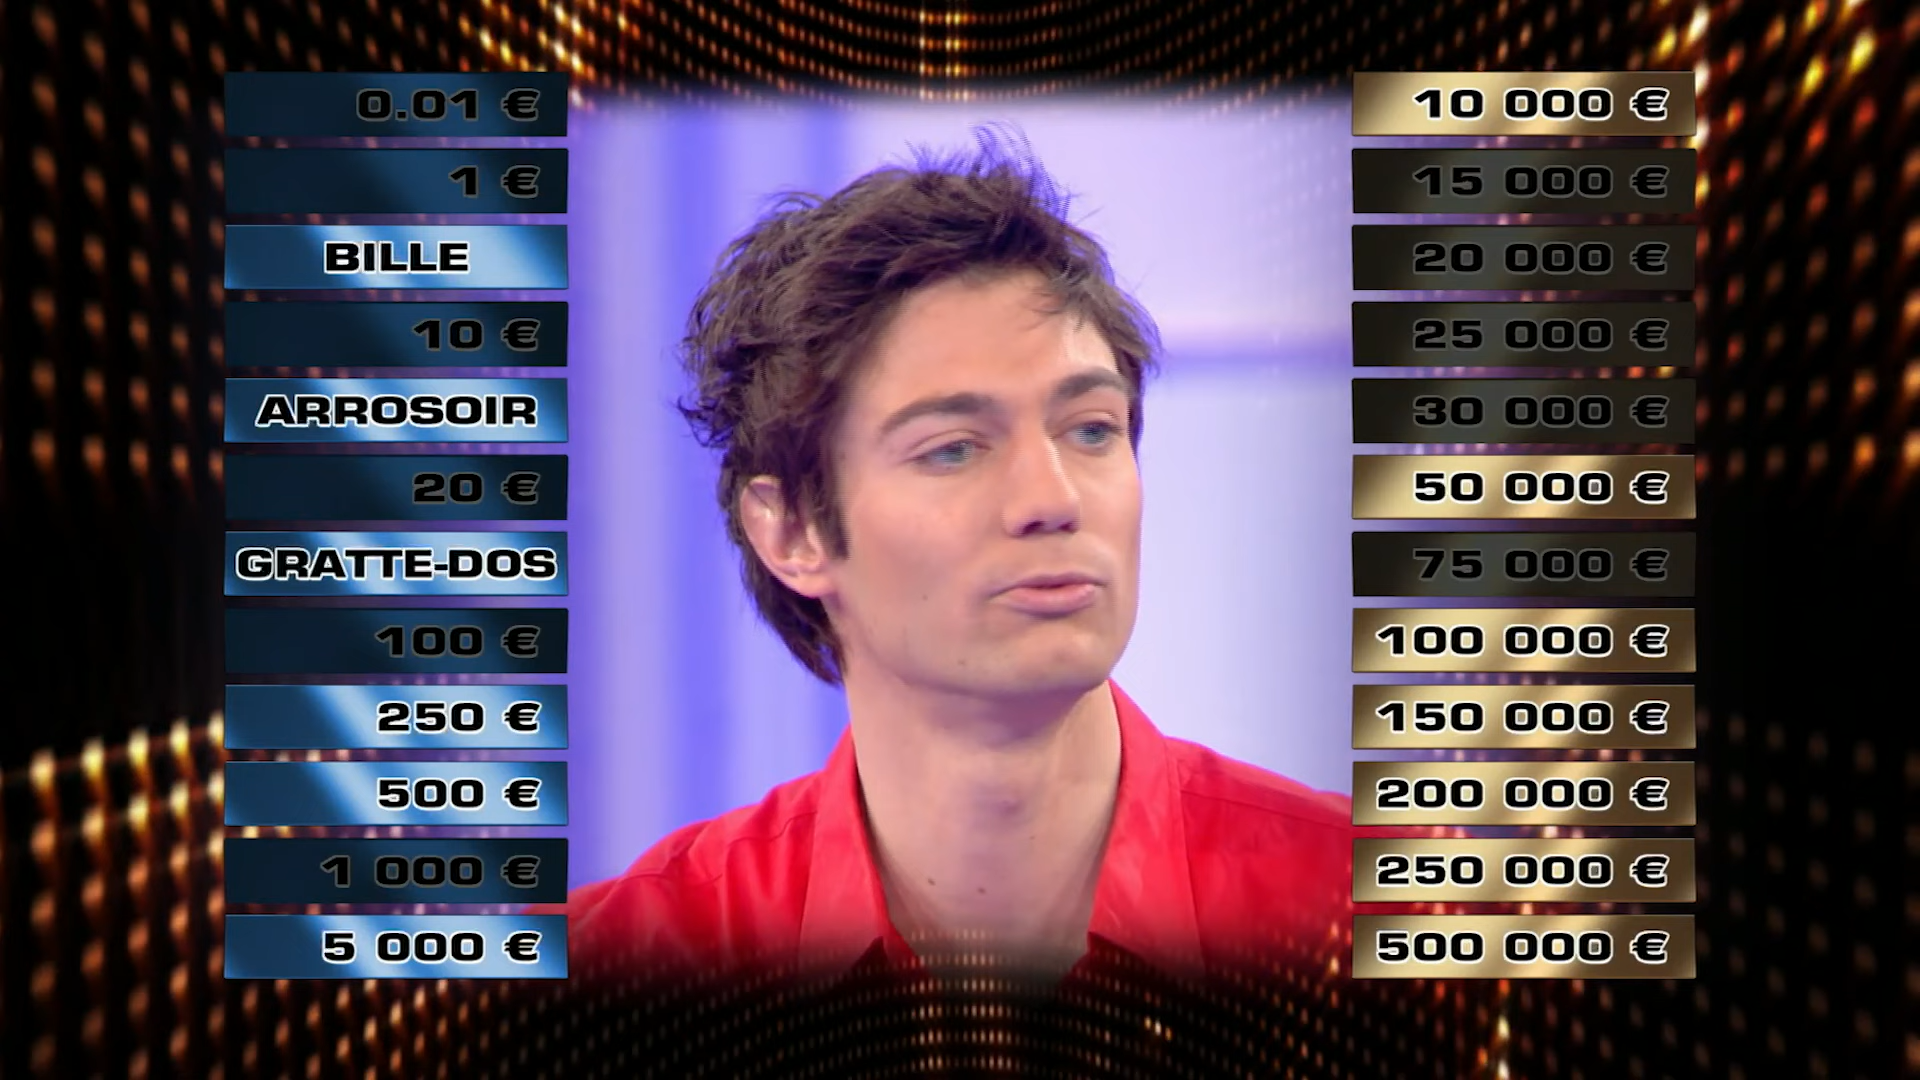 0.01 €
1 €
BILLE
10 €
ARROSOIR
20 €
GRATTE-DOS
100 €
250 €
500 €
1 000 €
5 000 €
10 000 €
15 000 €
20 000 €
25 000 €
30 000 €
50 000 €
75 000 €
100 000 €
150 000 €
200 000 €
250 000 €
500 000 €